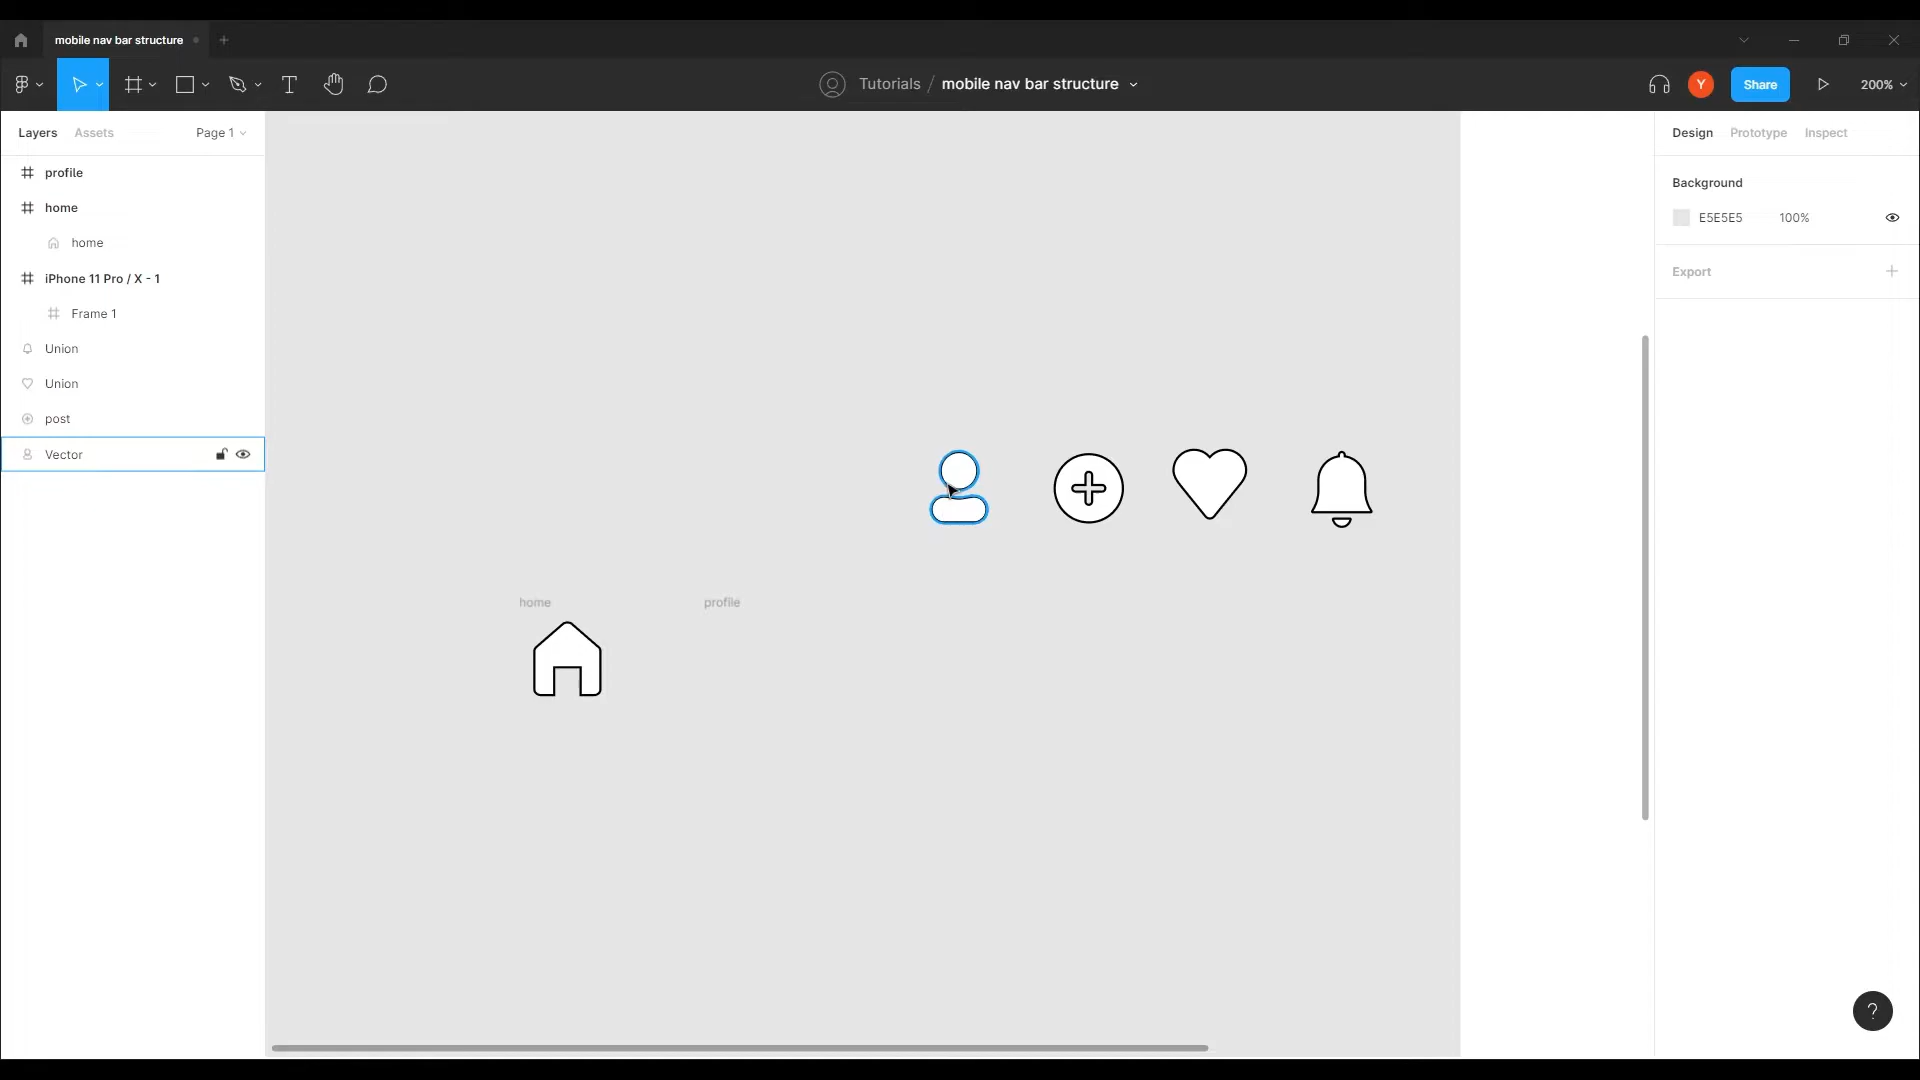 mobile nav bar structure
Tutorials / mobile nav bar structure
Y
Share
200%
Layers
Assets
Page 1
profile
home
home
iPhone 11 Pro / X - 1
Frame 1
Union
Union
post
Vector
home
profile
Design
Prototype
Inspect
Background
E5E5E5
100%
Export
?